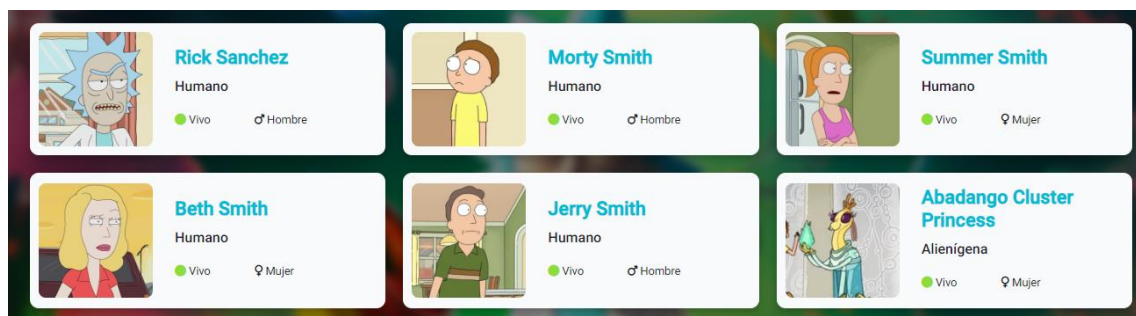 Rick Sanchez
Humano
Vivo ♂ Hombre
Morty Smith
Humano
Vivo ♂ Hombre
Summer Smith
Humano
Vivo ♀ Mujer
Beth Smith
Humano
Vivo ♀ Mujer
Jerry Smith
Humano
Vivo ♂ Hombre
Abadango Cluster
Princess
Alienígena
Vivo ♀ Mujer